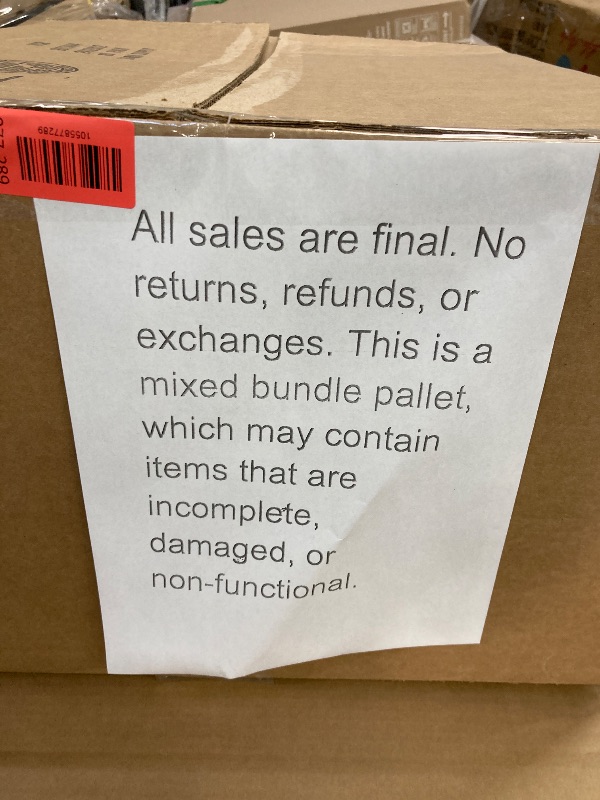 1055877289
All sales are final. No
returns, refunds, or
exchanges. This is a
mixed bundle pallet,
which may contain
items that are
incomplete,
damaged, or
non-functional.